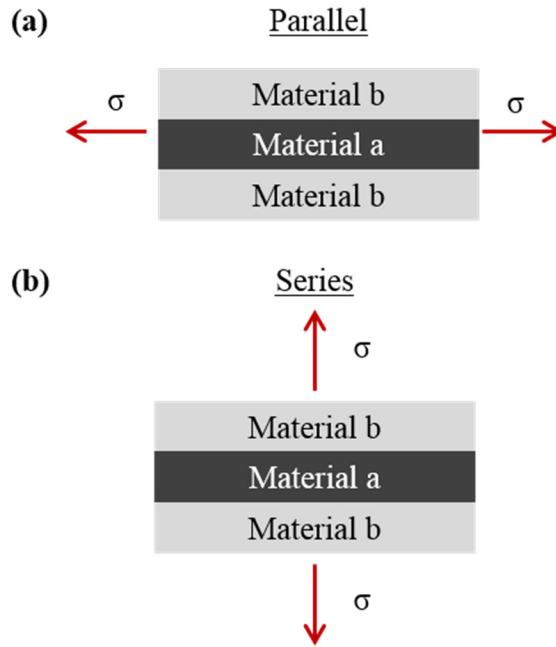 (a) Parallel
σ σ
Material b
Material a
Material b
(b) Series
σ
Material b
Material a
Material b
σ